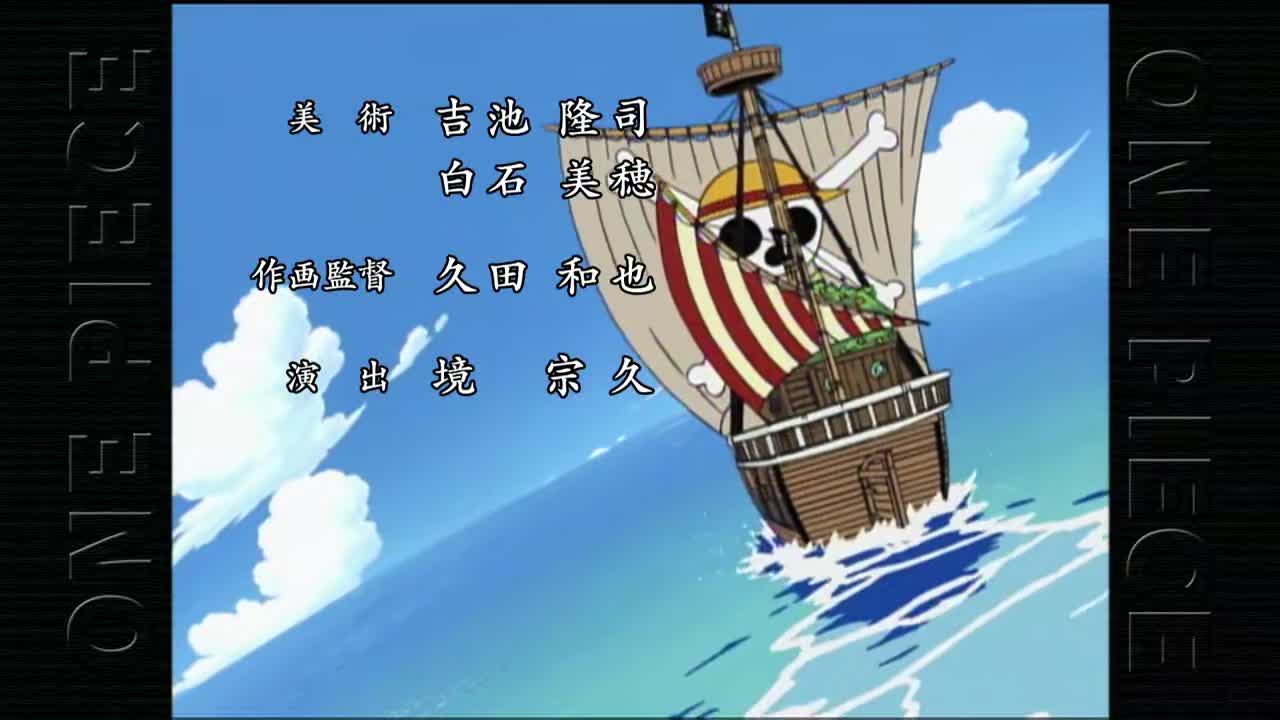 ONE PIECE
美術 吉池 隆司
白石 美穂
作画監督 久田 和也
演出 境 宗久
ONE PIECE